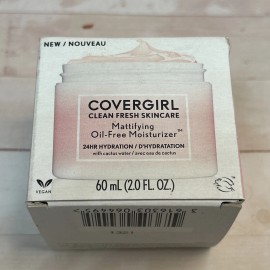 NEW / NOUVEAU
COVERGIRL
CLEAN FRESH SKINCARE
Mattifying
Oil-Free Moisturizer™
24HR HYDRATION / D'HYDRATATION
with cactus water / avec eau de cactus
VEGAN
60 mL (2.0 FL. OZ.)